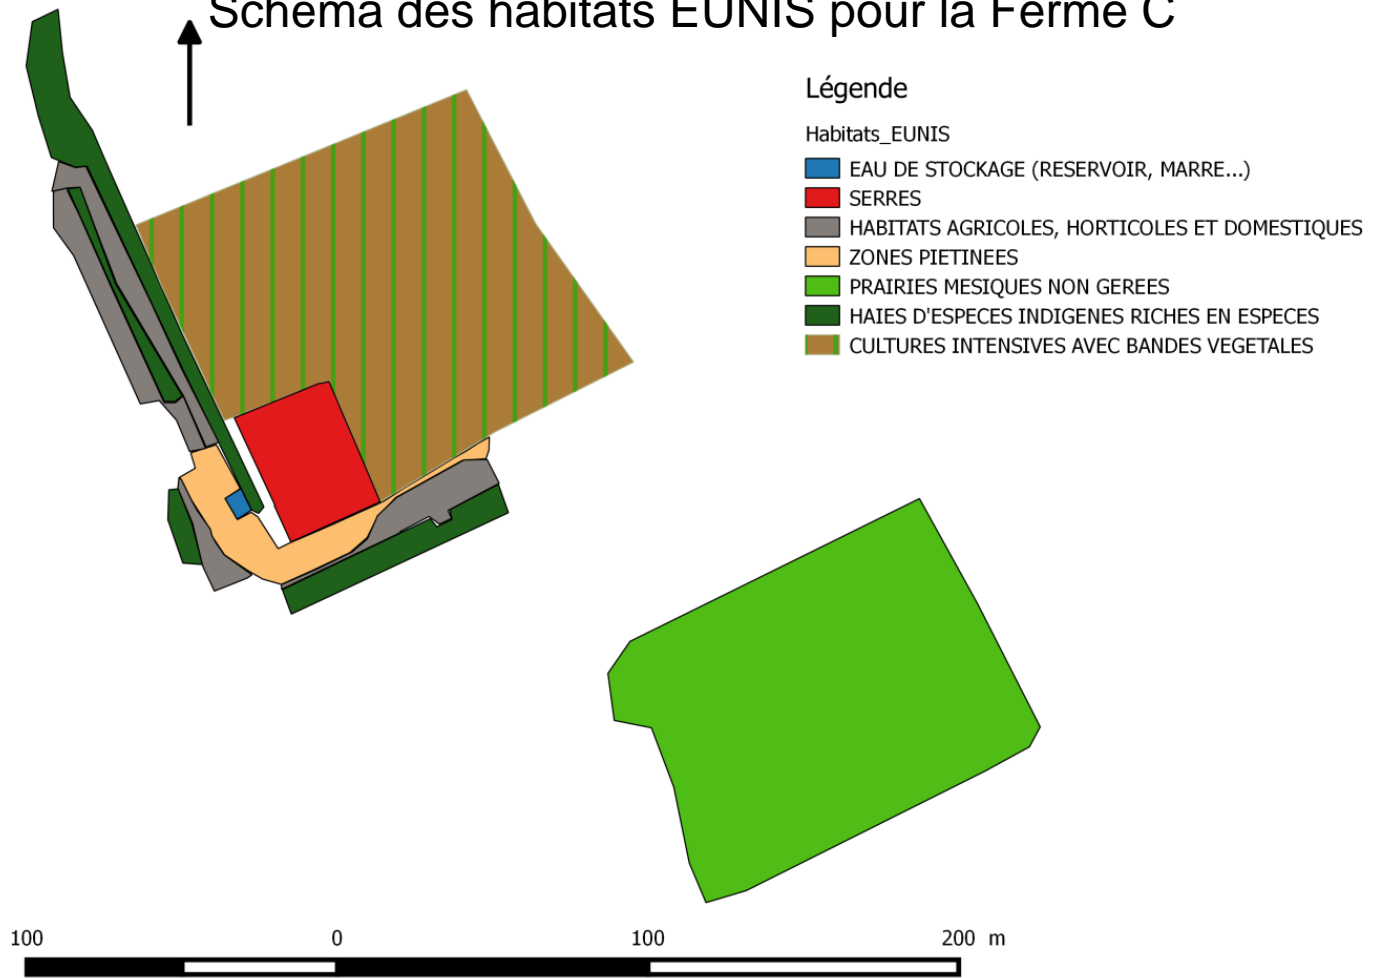 Schéma des habitats EUNIS pour la Ferme C
Légende
Habitats_EUNIS
EAU DE STOCKAGE (RESERVOIR, MARRE...)
SERRES
HABITATS AGRICOLES, HORTICOLES ET DOMESTIQUES
ZONES PIETINEES
PRAIRIES MESIQUES NON GEREES
HAIES D'ESPECES INDIGENES RICHES EN ESPECES
CULTURES INTENSIVES AVEC BANDES VEGETALES
100 0 100 200 m